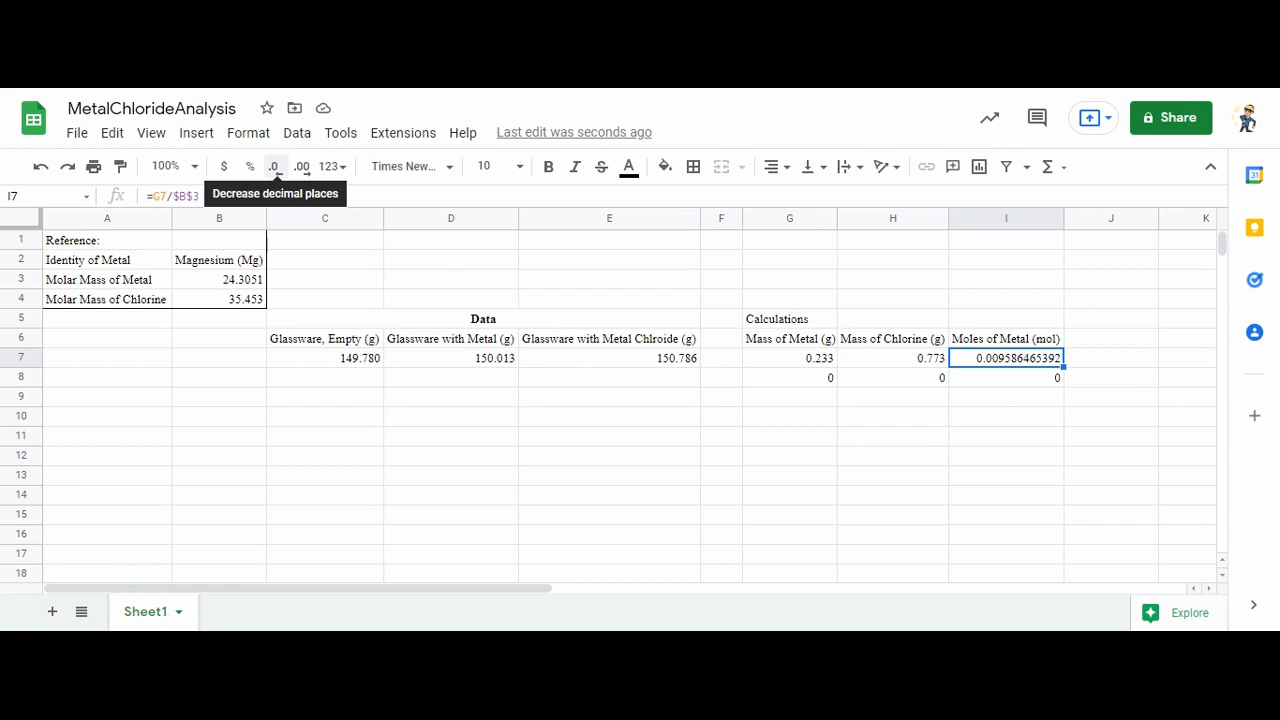 MetalChlorideAnalysis
File Edit View Insert Format Data Tools Extensions Help Last edit was seconds ago
Share
100% $ % .0 .00 123 Times New... 10 B I S A Σ
I7 fx =G7/$B$3
Decrease decimal places
31
A B C D E F G H I J K
1 Reference:
2 Identity of Metal Magnesium (Mg)
3 Molar Mass of Metal 24.3051
4 Molar Mass of Chlorine 35.453
5 Data Calculations
6 Glassware, Empty (g) Glassware with Metal (g) Glassware with Metal Chlroide (g) Mass of Metal (g) Mass of Chlorine (g) Moles of Metal (mol)
7 149.780 150.013 150.786 0.233 0.773 0.009586465392
8 0 0 0
9
10
11
12
13
14
15
16
17
18
Sheet1 Explore